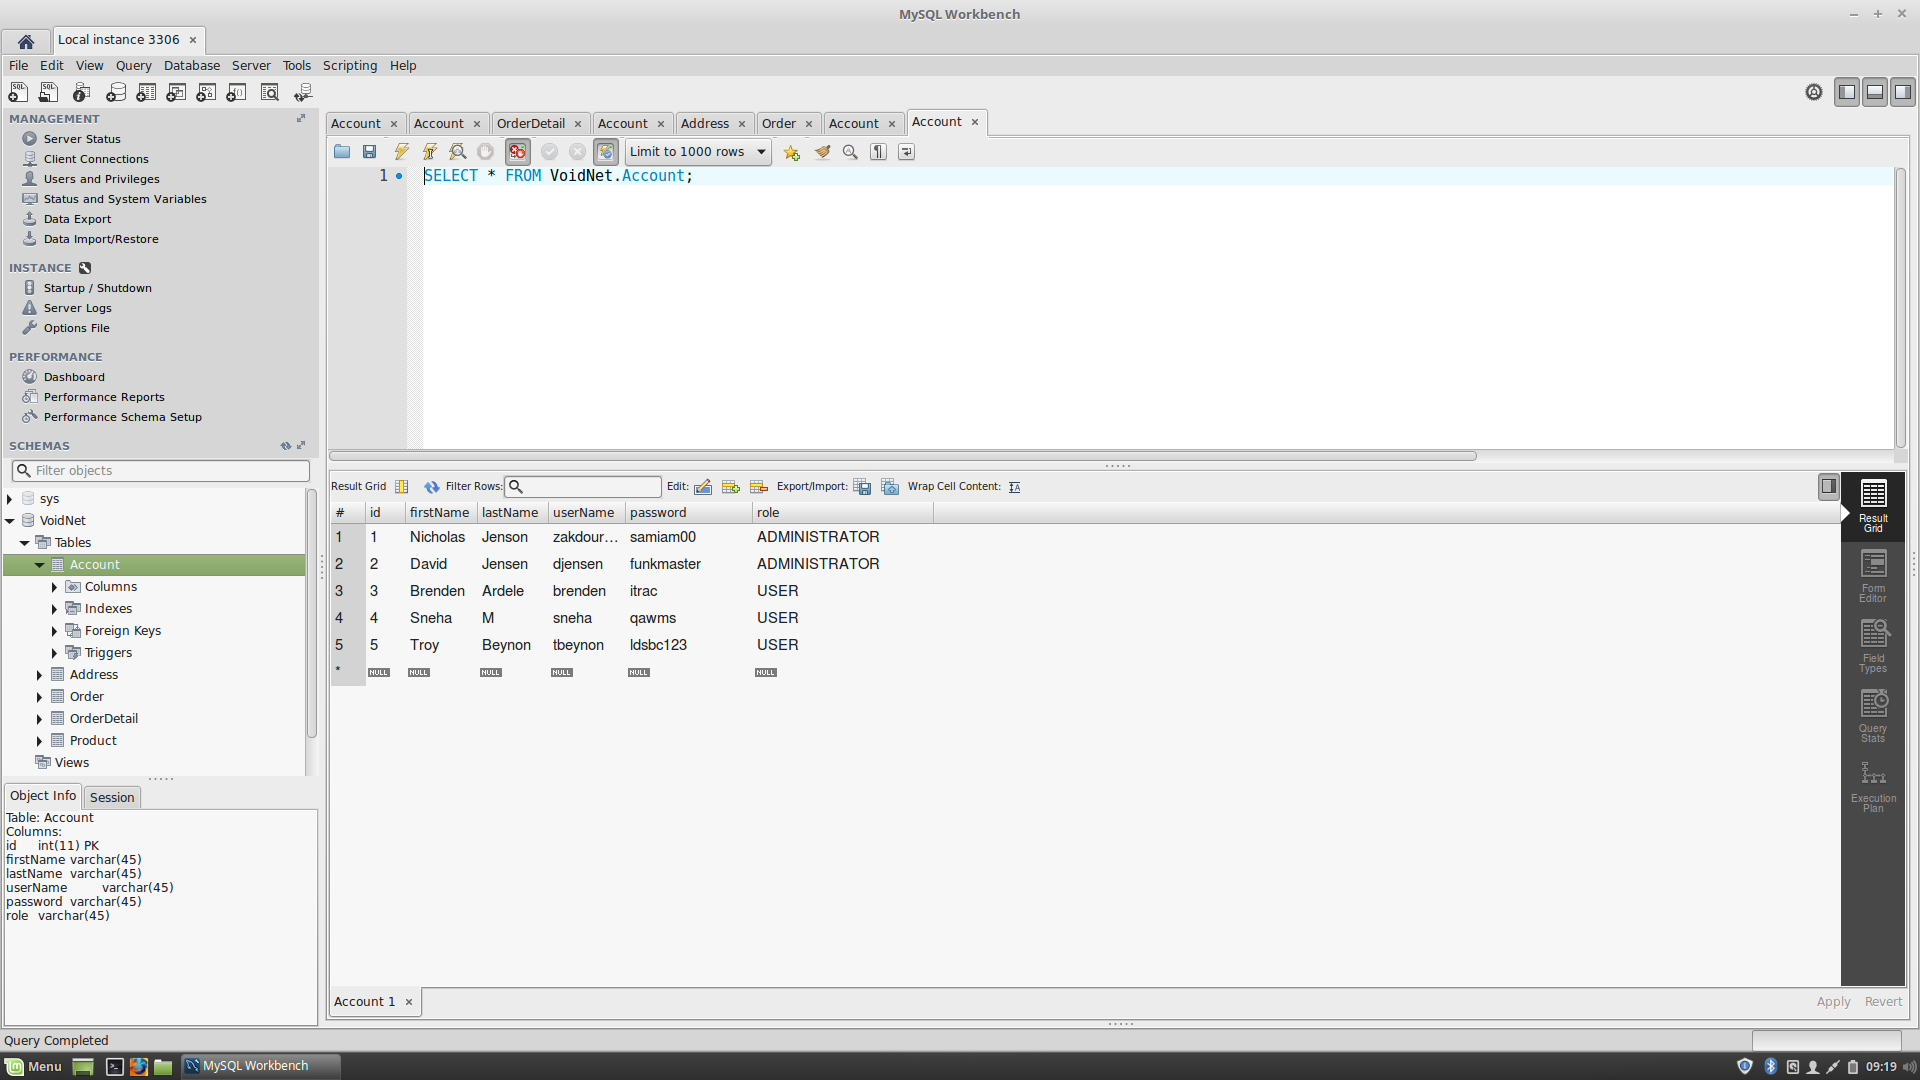 MySQL Workbench
Local instance 3306
File Edit View Query Database Server Tools Scripting Help
MANAGEMENT
Server Status
Client Connections
Users and Privileges
Status and System Variables
Data Export
Data Import/Restore
INSTANCE
Startup / Shutdown
Server Logs
Options File
PERFORMANCE
Dashboard
Performance Reports
Performance Schema Setup
SCHEMAS
Filter objects
sys
VoidNet
Tables
Account
Columns
Indexes
Foreign Keys
Triggers
Address
Order
OrderDetail
Product
Views
Object Info Session
Table: Account
Columns:
id int(11) PK
firstName varchar(45)
lastName varchar(45)
userName varchar(45)
password varchar(45)
role varchar(45)
Account Account OrderDetail Account Address Order Account Account
Limit to 1000 rows
1 SELECT * FROM VoidNet.Account;
Result Grid Filter Rows: Edit: Export/Import: Wrap Cell Content:
# id firstName lastName userName password role
1 1 Nicholas Jenson zakdour... samiam00 ADMINISTRATOR
2 2 David Jensen djensen funkmaster ADMINISTRATOR
3 3 Brenden Ardele brenden itrac USER
4 4 Sneha M sneha qawms USER
5 5 Troy Beynon tbeynon ldsbc123 USER
* NULL NULL NULL NULL NULL NULL
Result
Grid
Form
Editor
Field
Types
Query
Stats
Execution
Plan
Account 1
Apply Revert
Query Completed
Menu MySQL Workbench 09:19